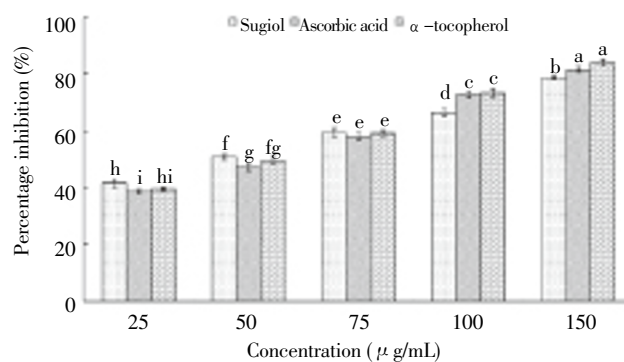 100
Sugiol Ascorbic acid α-tocopherol
a
a
b
80
c
c
d
e
e
e
60
f
fg
g
h
hi
i
40
20
0
Percentage inhibition (%)
25 50 75 100 150
Concentration (μg/mL)